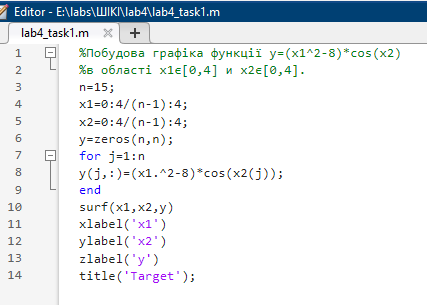 Editor - E:\labs\ШІКІ\lab4\lab4_task1.m
lab4_task1.m × +
1 %Побудова графіка функції y=(x1^2-8)*cos(x2)
2 %в області x1є[0,4] и x2є[0,4].
3 n=15;
4 x1=0:4/(n-1):4;
5 x2=0:4/(n-1):4;
6 y=zeros(n,n);
7 for j=1:n
8 y(j,:)=(x1.^2-8)*cos(x2(j));
9 end
10 surf(x1,x2,y)
11 xlabel('x1')
12 ylabel('x2')
13 zlabel('y')
14 title('Target');